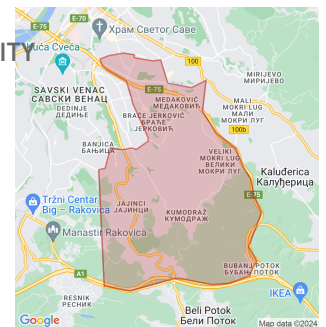 E-70
E-75
Храм Светог Саве
ITY
Kuća Cveća
100
E-75
MEDAKOVIĆ
МЕДАКОВИЋ
MIRIJEVO
МИРИЈЕВО
SAVSKI VENAC
САВСКИ ВЕНАЦ
DEDINJE
ДЕДИЊЕ
BRAĆE JERKOVIĆ
БРАЋЕ
ЈЕРКОВИЋ
MALI
MOKRI LUG
МАЛИ
МОКРИ ЛУГ
100b
BANJICA
БАЊИЦА
VELIKI
MOKRI LUG
ВЕЛИКИ
МОКРИ ЛУГ
Kaluđerica
Калуђерица
E-75
Tržni Centar
Big – Rakovica
JAJINCI
ЈАЈИНЦИ
KUMODRAŽ
КУМОДРАЖ
Manastir Rakovica
BUBANJ POTOK
БУБАЊ ПОТОК
A1
RESNIK
РЕСНИК
IKEA
Beli Potok
Бели Поток
Google
Map data ©2024